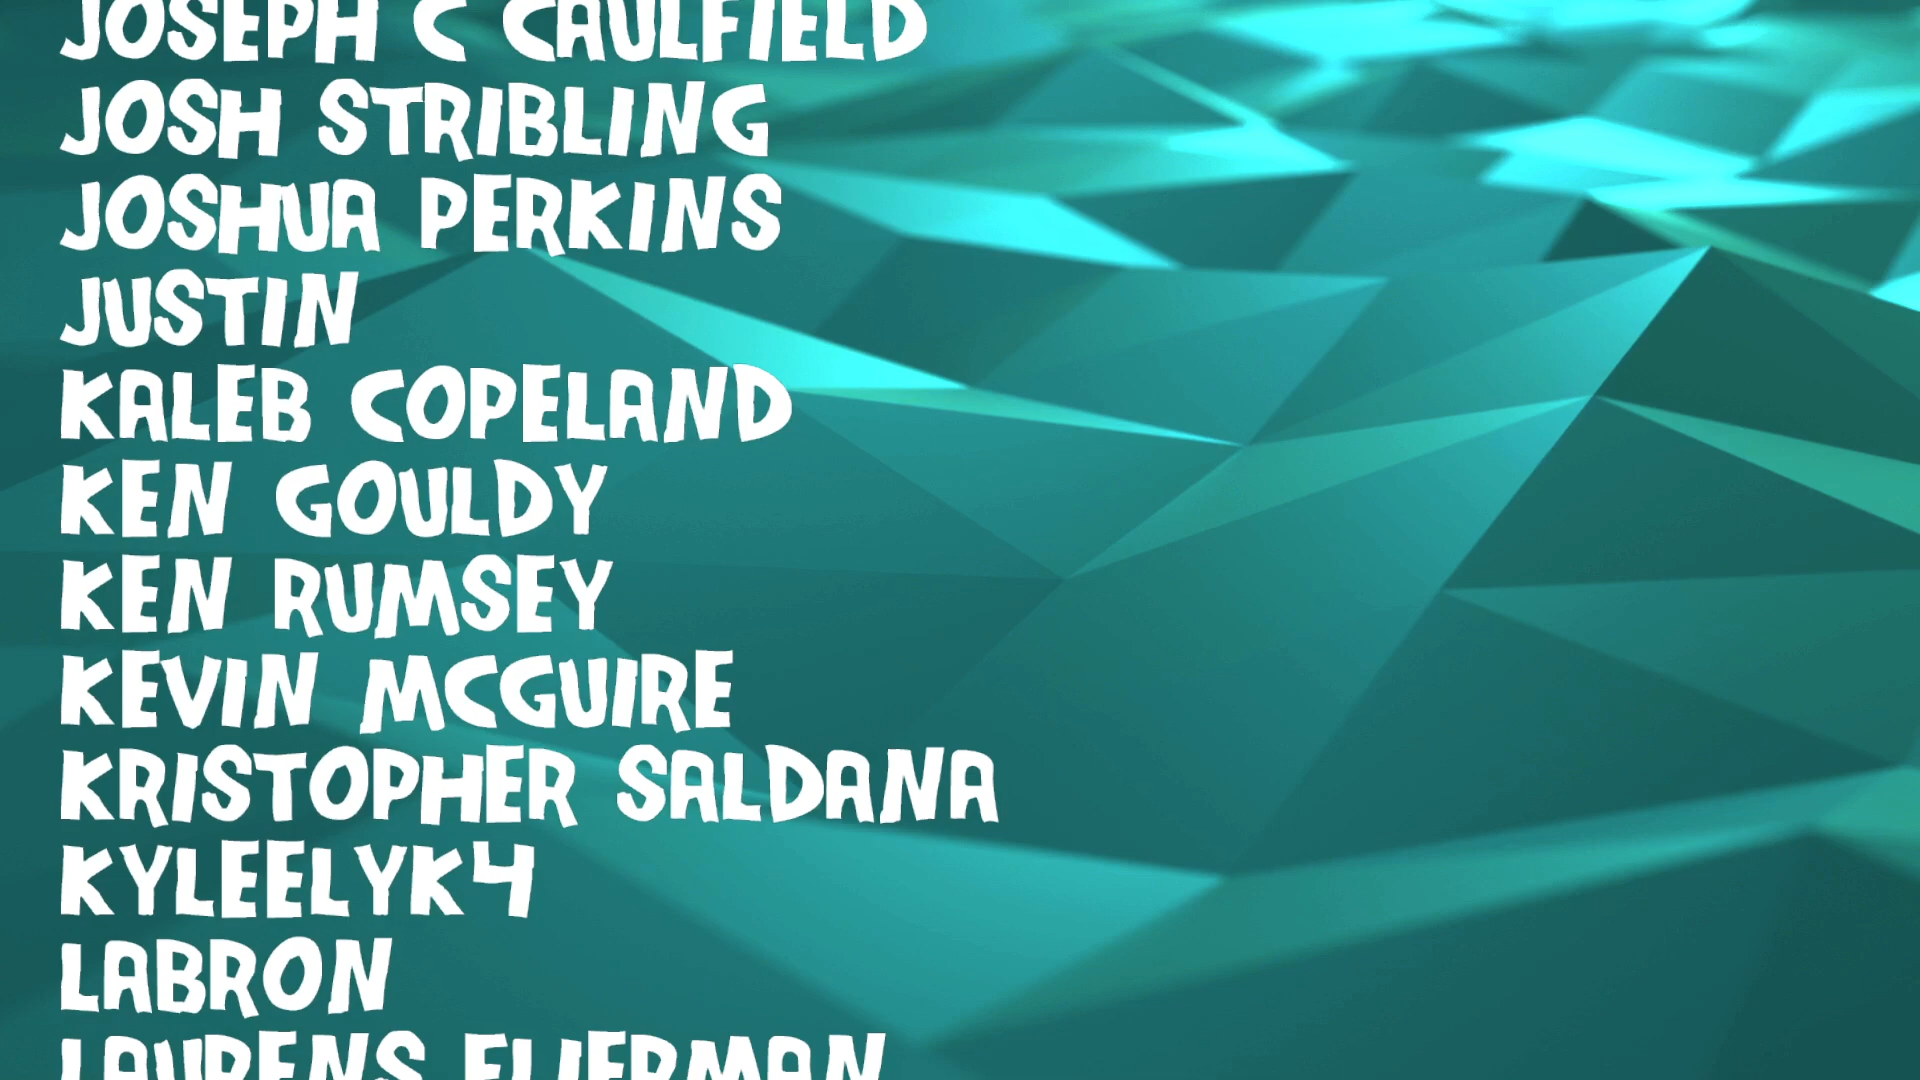 JOSEPH C CAULFIELD
JOSH STRIBLING
JOSHUA PERKINS
JUSTIN
KALEB COPELAND
KEN GOULDY
KEN RUMSEY
KEVIN MCGUIRE
KRISTOPHER SALDANA
KYLEELYK4
LABRON
LAURENS